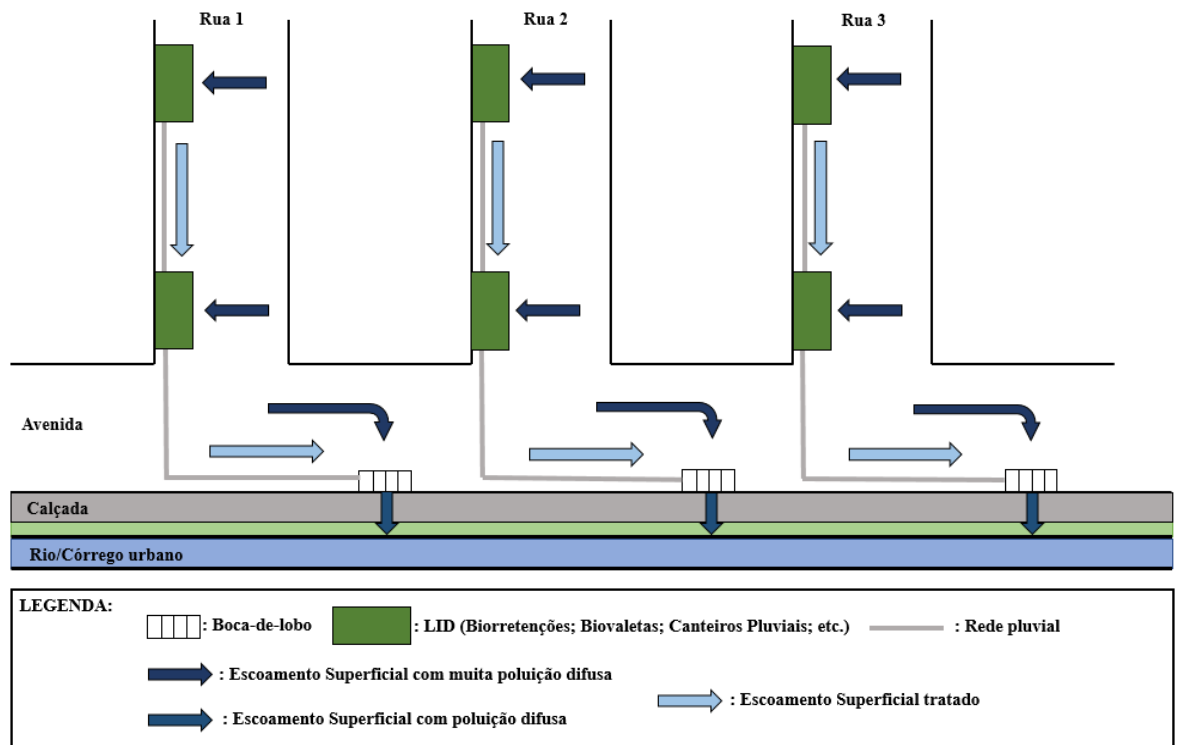 Rua 1
Rua 2
Rua 3
Avenida
Calçada
Rio/Córrego urbano
LEGENDA:
: Boca-de-lobo
: LID (Biorretenções; Biovaletas; Canteiros Pluviais; etc.)
: Rede pluvial
: Escoamento Superficial com muita poluição difusa
: Escoamento Superficial tratado
: Escoamento Superficial com poluição difusa